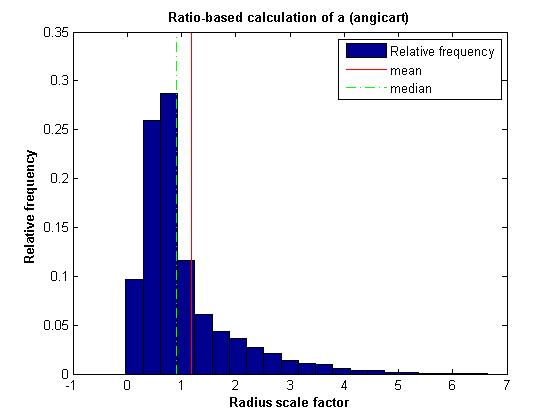 Ratio-based calculation of a (angicart)
0.35
0.3
0.25
0.2
0.15
0.1
0.05
0
Relative frequency
Relative frequency
mean
median
-1 0 1 2 3 4 5 6 7
Radius scale factor